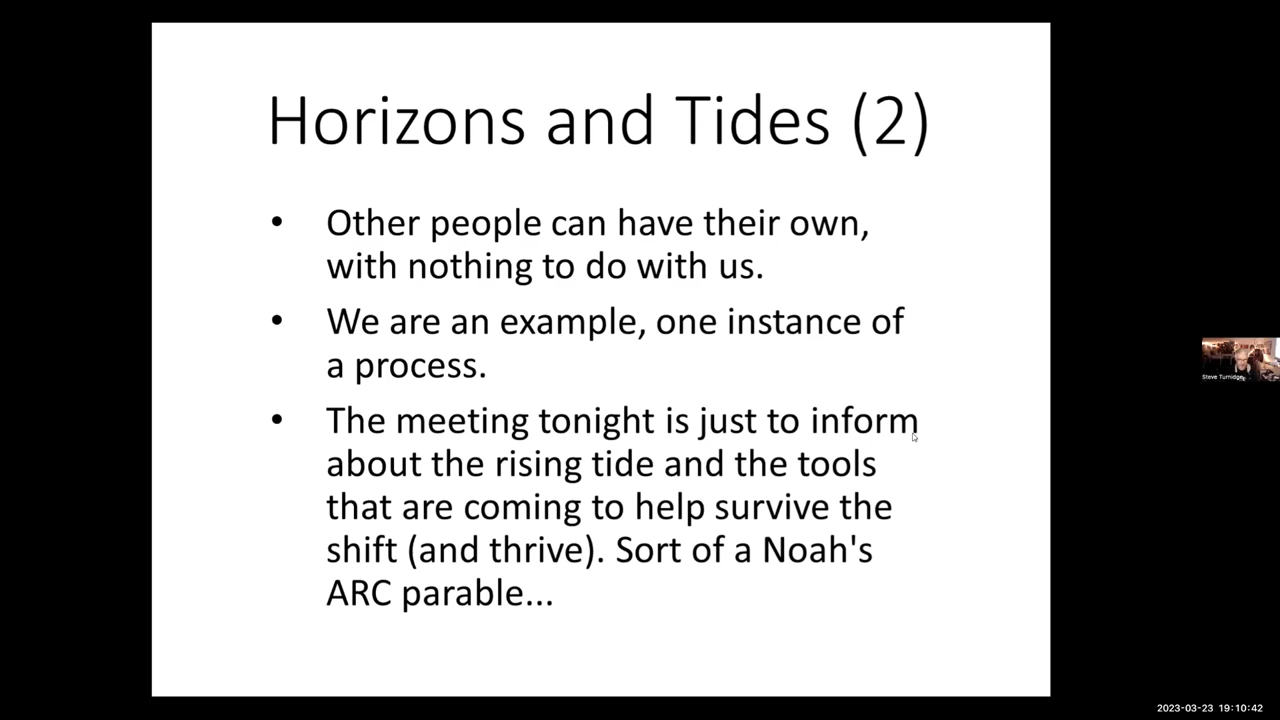 Horizons and Tides (2)
• Other people can have their own,
with nothing to do with us.
• We are an example, one instance of
a process.
• The meeting tonight is just to inform
about the rising tide and the tools
that are coming to help survive the
shift (and thrive). Sort of a Noah's
ARC parable...
Steve Turnidge
2023-03-23 19:10:42